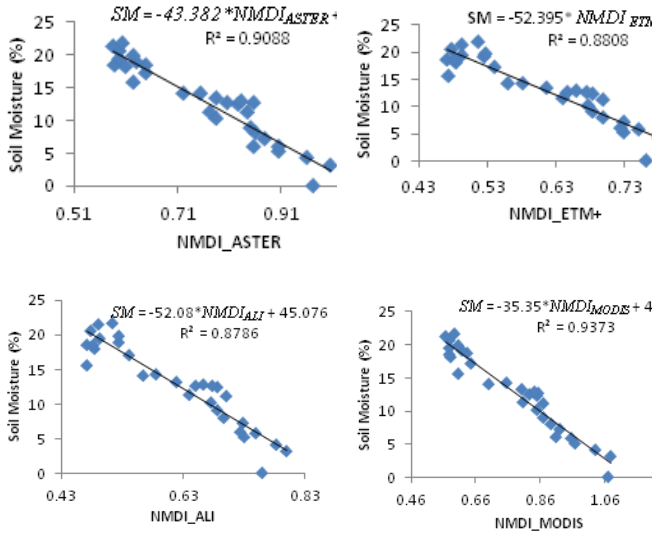 SM = -43.382*NMDI_ASTER +
R² = 0.9088
Soil Moisture (%)
25
20
15
10
5
0
0.51 0.71 0.91
NMDI_ASTER
SM = -52.395* NMDI_ETM
R² = 0.8808
Soil Moisture (%)
25
20
15
10
5
0
0.43 0.53 0.63 0.73
NMDI_ETM+
SM = -52.08*NMDI_ALI + 45.076
R² = 0.8786
Soil Moisture (%)
25
20
15
10
5
0
0.43 0.63 0.83
NMDI_ALI
SM = -35.35*NMDI_MODIS + 4
R² = 0.9373
Soil Moisture (%)
25
20
15
10
5
0
0.46 0.66 0.86 1.06
NMDI_MODIS